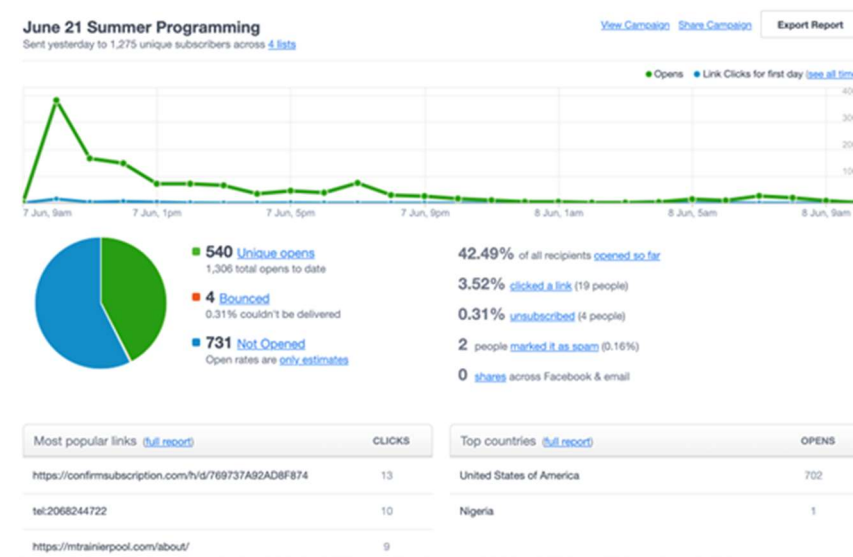 June 21 Summer Programming
Sent yesterday to 1,275 unique subscribers across 4 lists
View Campaign Share Campaign Export Report
Opens Link Clicks for first day (see all time
400
300
200
100
7 Jun, 9am 7 Jun, 1pm 7 Jun, 5pm 7 Jun, 9pm 8 Jun, 1am 8 Jun, 5am 8 Jun, 9am
540 Unique opens
1,306 total opens to date
4 Bounced
0.31% couldn't be delivered
731 Not Opened
Open rates are only estimates
42.49% of all recipients opened so far
3.52% clicked a link (19 people)
0.31% unsubscribed (4 people)
2 people marked it as spam (0.16%)
0 shares across Facebook & email
Most popular links (full report) CLICKS
https://confirmsubscription.com/h/d/769737A92AD8F874 13
tel:2068244722 10
https://mtrainierpool.com/about/ 9
Top countries (full report) OPENS
United States of America 702
Nigeria 1